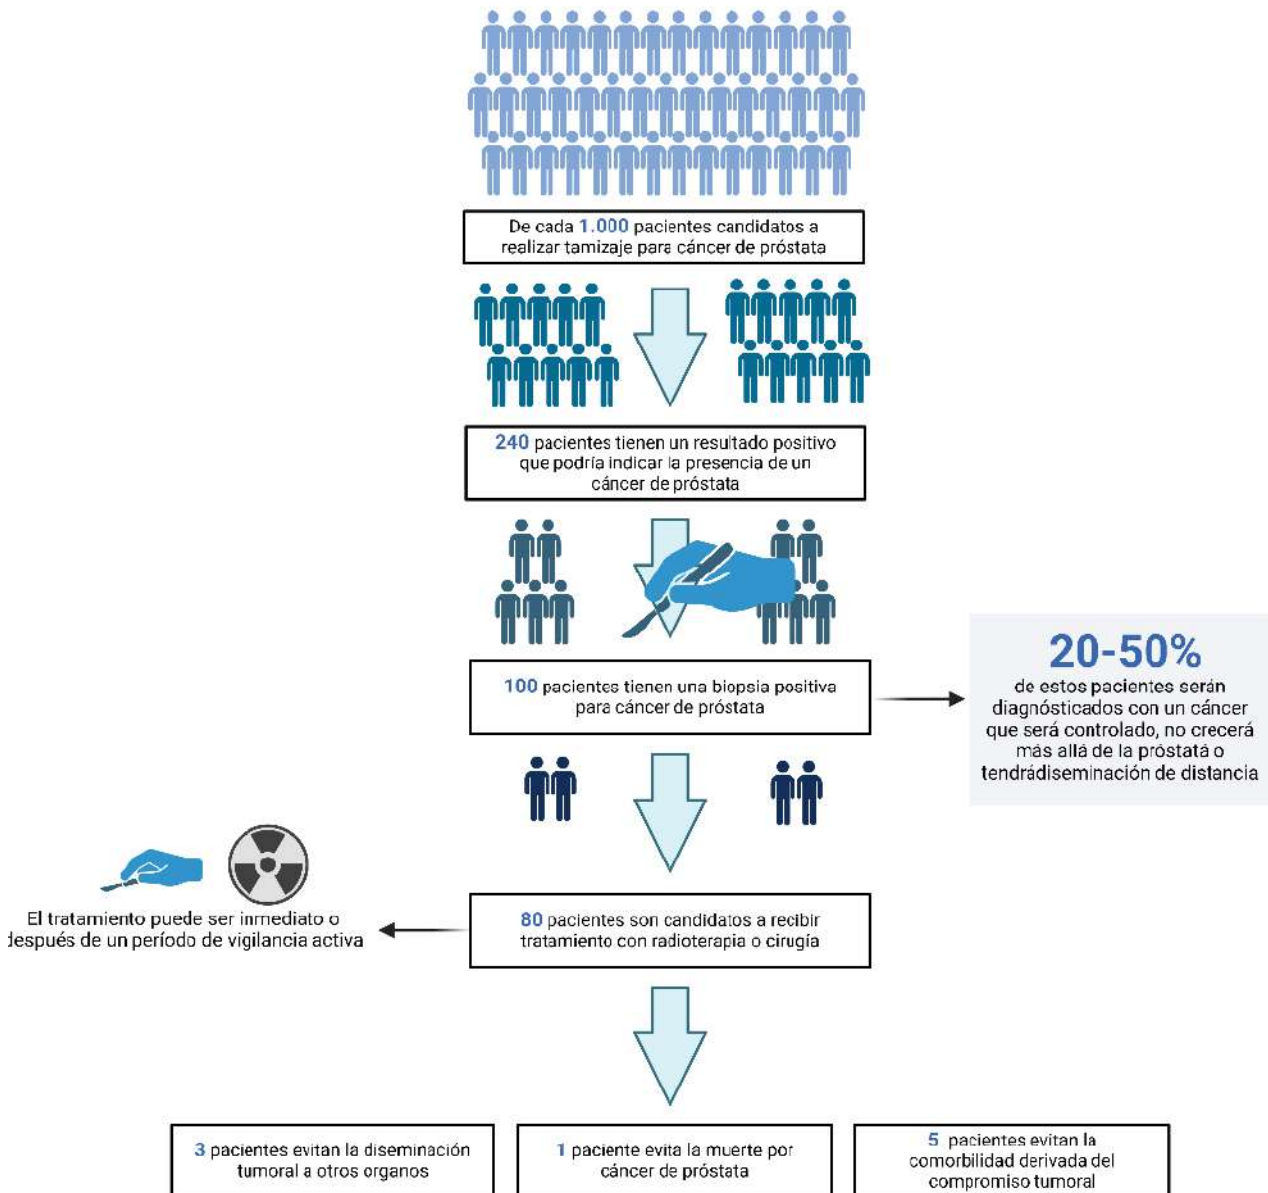 De cada 1.000 pacientes candidatos a
realizar tamizaje para cáncer de próstata
240 pacientes tienen un resultado positivo
que podría indicar la presencia de un
cáncer de próstata
100 pacientes tienen una biopsia positiva
para cáncer de próstata
20-50%
de estos pacientes serán
diagnósticados con un cáncer
que será controlado, no crecerá
más allá de la próstatá o
tendrádiseminación de distancia
80 pacientes son candidatos a recibir
tratamiento con radioterapia o cirugía
El tratamiento puede ser inmediato o
después de un período de vigilancia activa
3 pacientes evitan la diseminación
tumoral a otros organos
1 paciente evita la muerte por
cáncer de próstata
5 pacientes evitan la
comorbilidad derivada del
compromiso tumoral